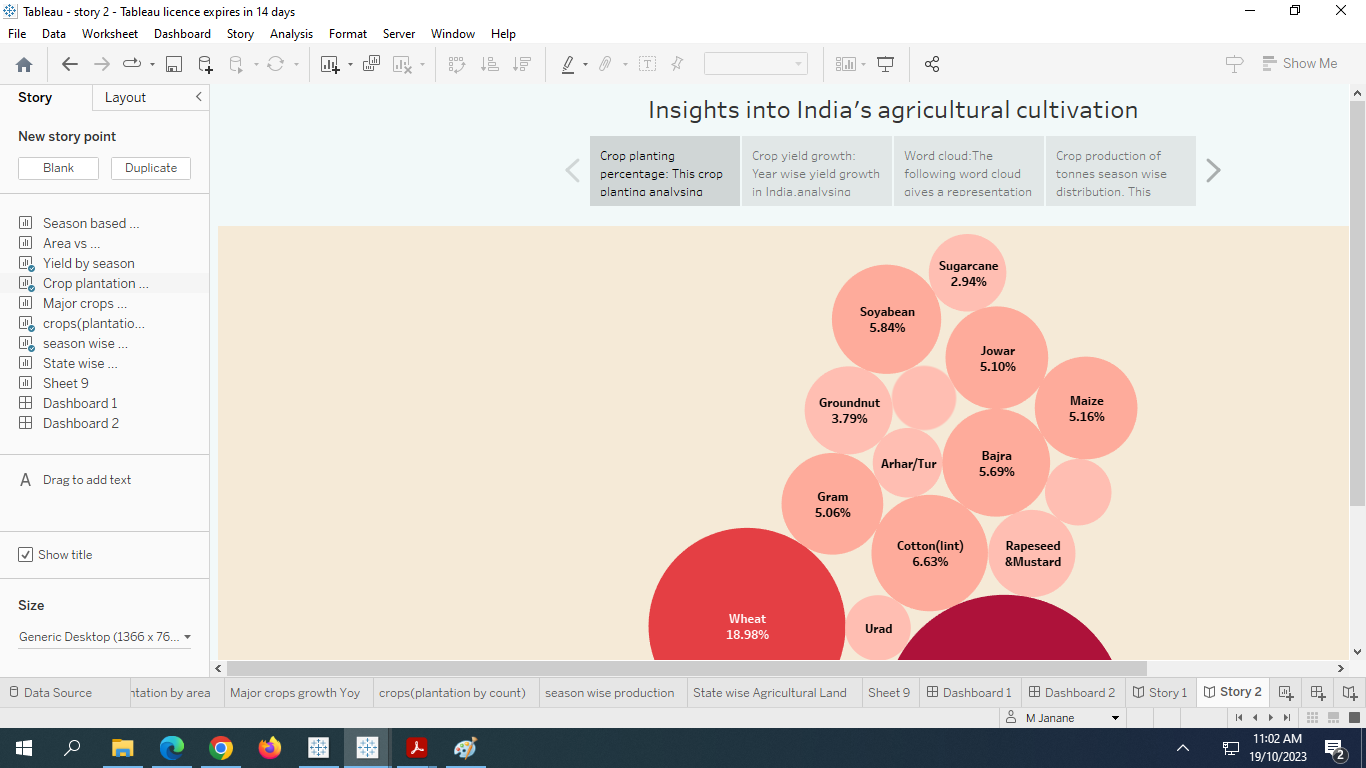 Tableau - story 2 - Tableau licence expires in 14 days
File Data Worksheet Dashboard Story Analysis Format Server Window Help
Show Me
Story Layout
New story point
Blank Duplicate
Season based ...
Area vs ...
Yield by season
Crop plantation ...
Major crops ...
crops(plantatio...
season wise ...
State wise ...
Sheet 9
Dashboard 1
Dashboard 2
A Drag to add text
Show title
Size
Generic Desktop (1366 x 76...
Insights into India's agricultural cultivation
Crop planting
percentage: This crop
planting analysing
Crop yield growth:
Year wise yield growth
in India.analysing
Word cloud:The
following word cloud
gives a representation
Crop production of
tonnes season wise
distribution. This
Sugarcane
2.94%
Soyabean
5.84%
Jowar
5.10%
Groundnut
3.79%
Maize
5.16%
Arhar/Tur
Bajra
5.69%
Gram
5.06%
Cotton(lint)
6.63%
Rapeseed
&Mustard
Wheat
18.98%
Urad
Data Source ntation by area Major crops growth Yoy crops(plantation by count) season wise production State wise Agricultural Land Sheet 9 Dashboard 1 Dashboard 2 Story 1 Story 2
M Janane
11:02 AM
19/10/2023
2